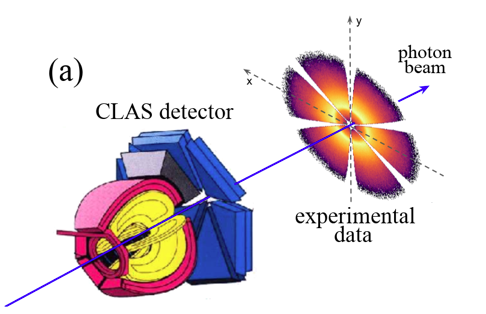 (a)
CLAS detector
y
x
photon
beam
experimental
data